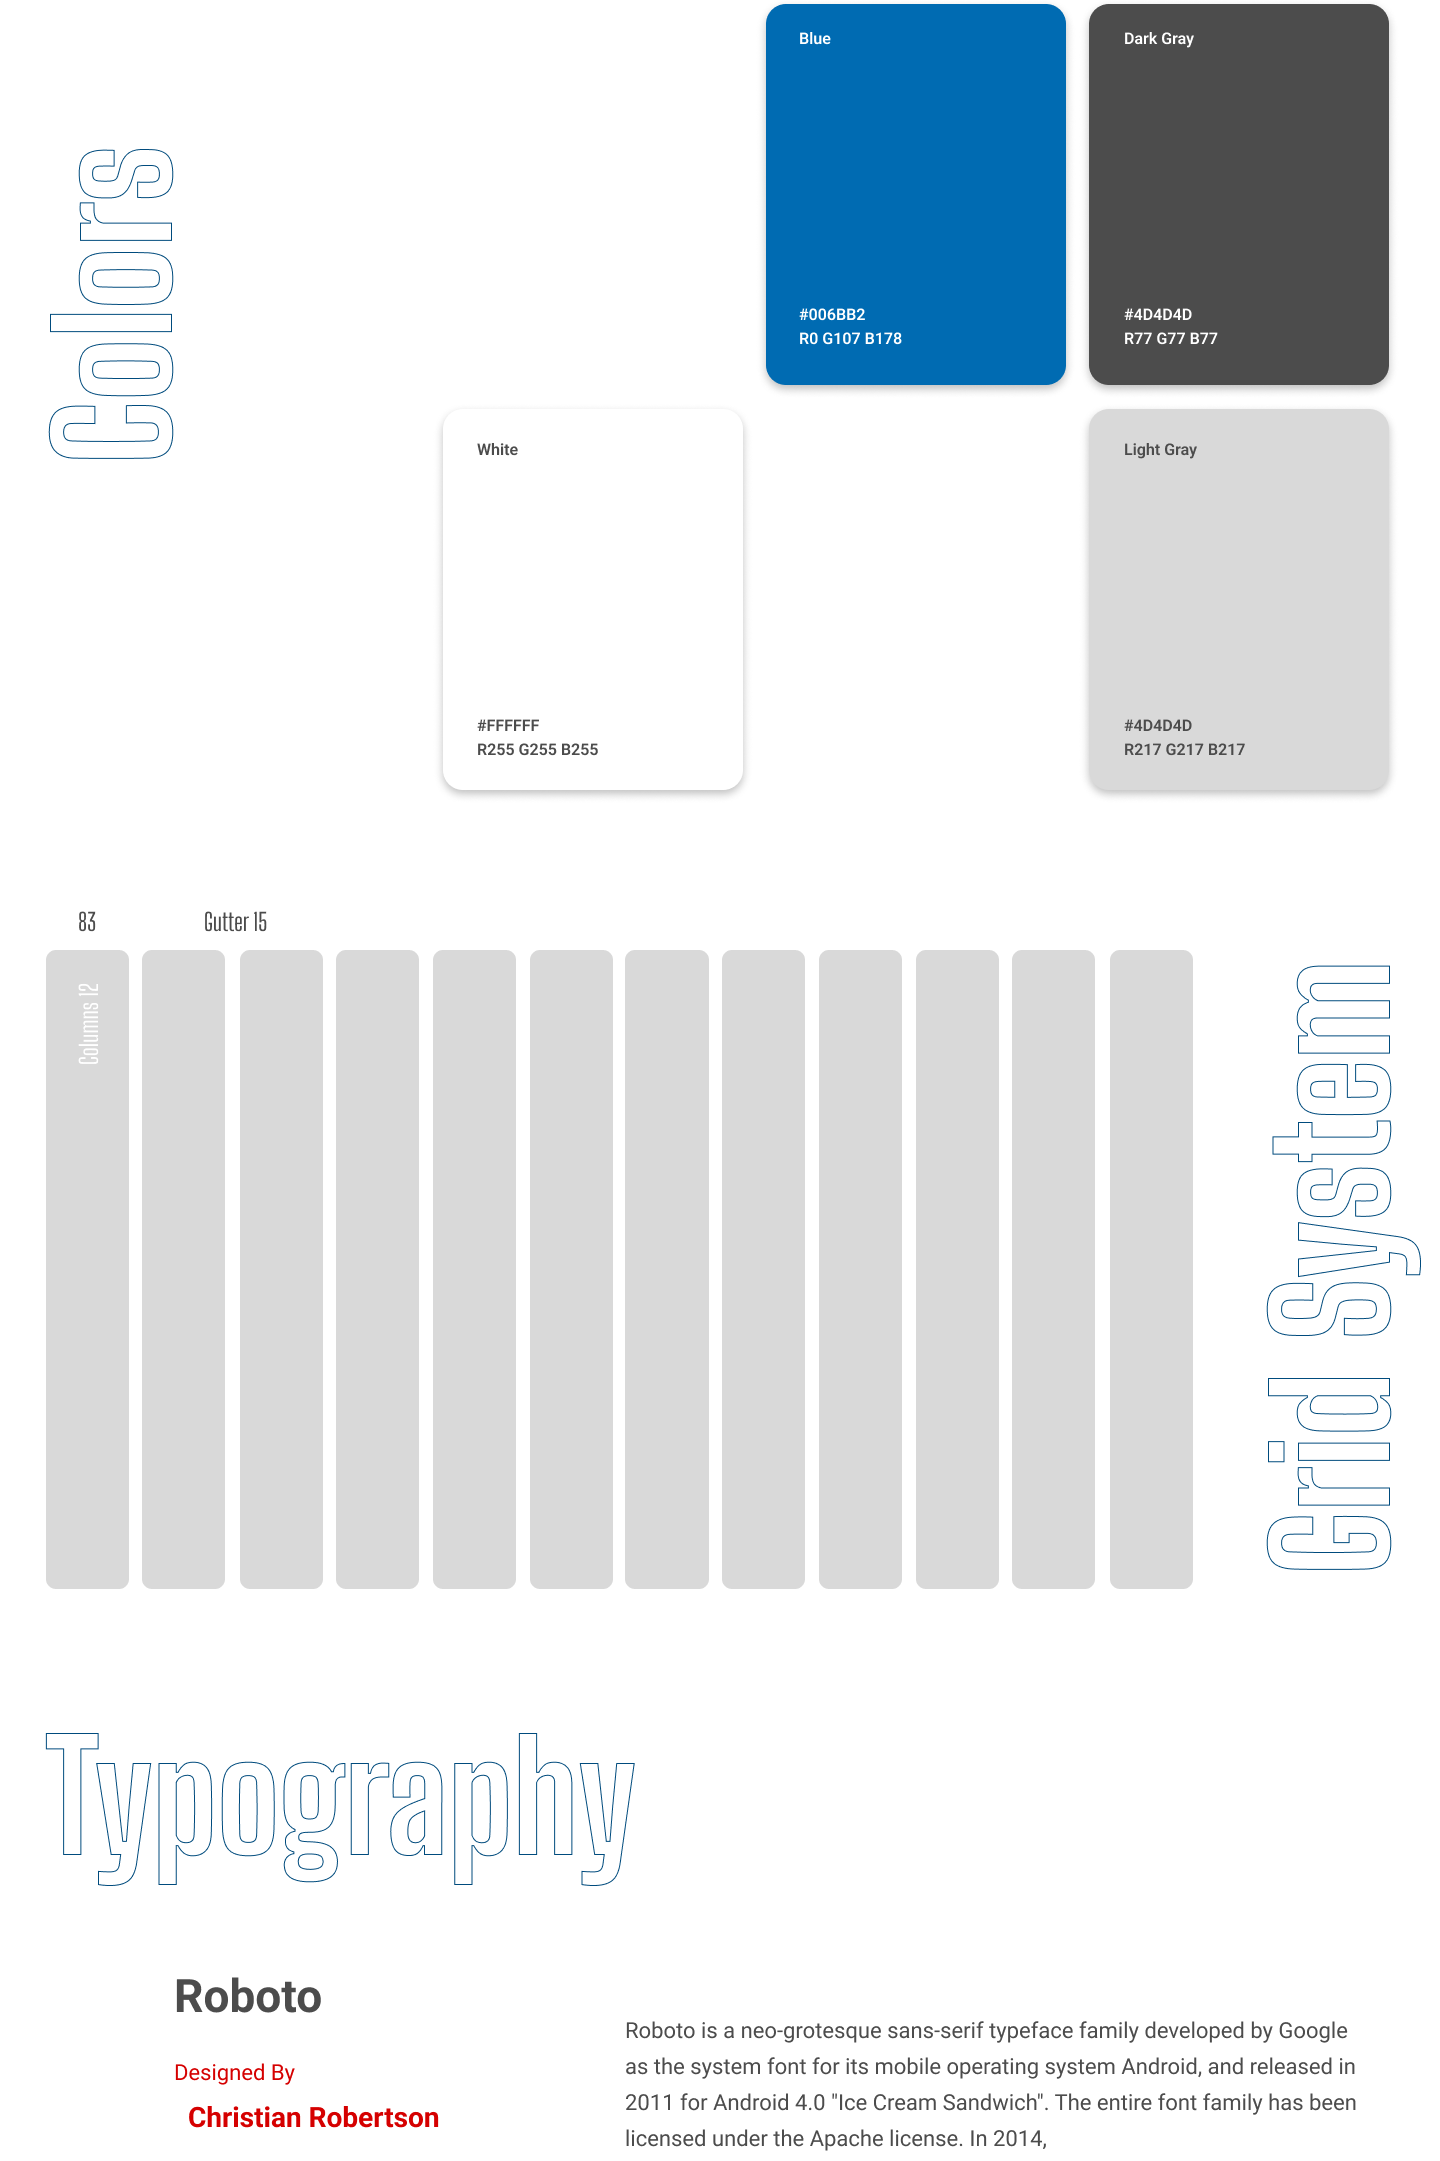 Colors
Blue
#006BB2
R0 G107 B178
Dark Gray
#4D4D4D
R77 G77 B77
White
#FFFFFF
R255 G255 B255
Light Gray
#4D4D4D
R217 G217 B217
83
Gutter 15
Columns 12
Grid System
Typography
Roboto
Designed By
Christian Robertson
Roboto is a neo-grotesque sans-serif typeface family developed by Google
as the system font for its mobile operating system Android, and released in
2011 for Android 4.0 "Ice Cream Sandwich". The entire font family has been
licensed under the Apache license. In 2014,